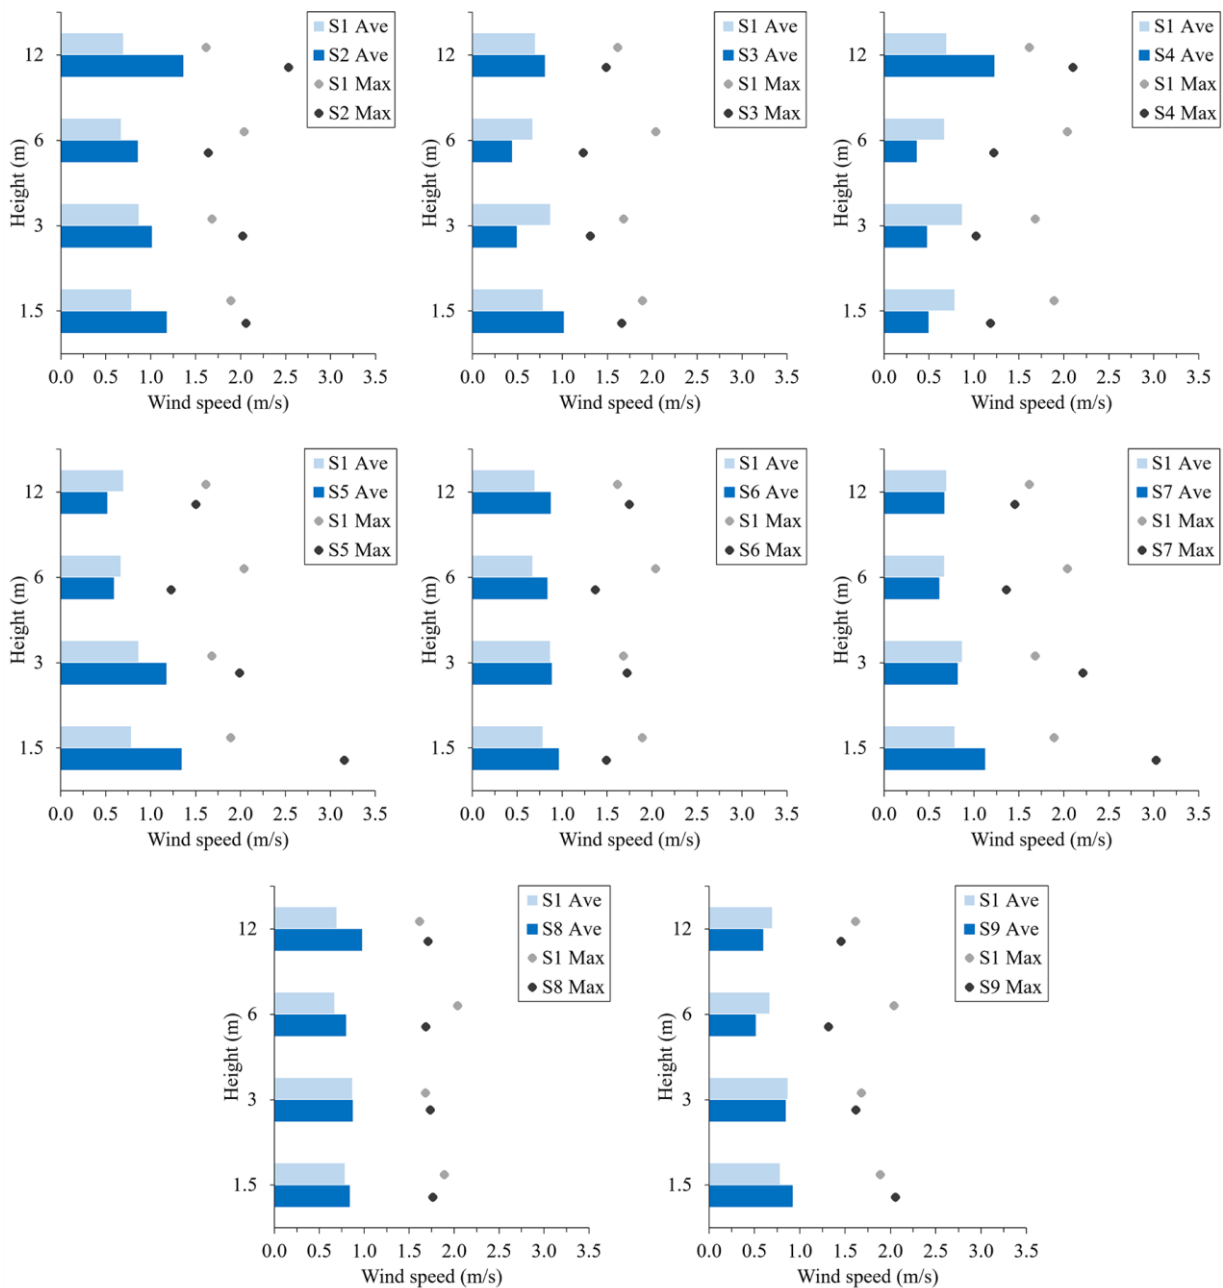 S1 Ave
S2 Ave
S1 Max
S2 Max
Height (m)
12
6
3
1.5
0.0 0.5 1.0 1.5 2.0 2.5 3.0 3.5
Wind speed (m/s)
S1 Ave
S3 Ave
S1 Max
S3 Max
Height (m)
12
6
3
1.5
0.0 0.5 1.0 1.5 2.0 2.5 3.0 3.5
Wind speed (m/s)
S1 Ave
S4 Ave
S1 Max
S4 Max
Height (m)
12
6
3
1.5
0.0 0.5 1.0 1.5 2.0 2.5 3.0 3.5
Wind speed (m/s)
S1 Ave
S5 Ave
S1 Max
S5 Max
Height (m)
12
6
3
1.5
0.0 0.5 1.0 1.5 2.0 2.5 3.0 3.5
Wind speed (m/s)
S1 Ave
S6 Ave
S1 Max
S6 Max
Height (m)
12
6
3
1.5
0.0 0.5 1.0 1.5 2.0 2.5 3.0 3.5
Wind speed (m/s)
S1 Ave
S7 Ave
S1 Max
S7 Max
Height (m)
12
6
3
1.5
0.0 0.5 1.0 1.5 2.0 2.5 3.0 3.5
Wind speed (m/s)
S1 Ave
S8 Ave
S1 Max
S8 Max
Height (m)
12
6
3
1.5
0.0 0.5 1.0 1.5 2.0 2.5 3.0 3.5
Wind speed (m/s)
S1 Ave
S9 Ave
S1 Max
S9 Max
Height (m)
12
6
3
1.5
0.0 0.5 1.0 1.5 2.0 2.5 3.0 3.5
Wind speed (m/s)